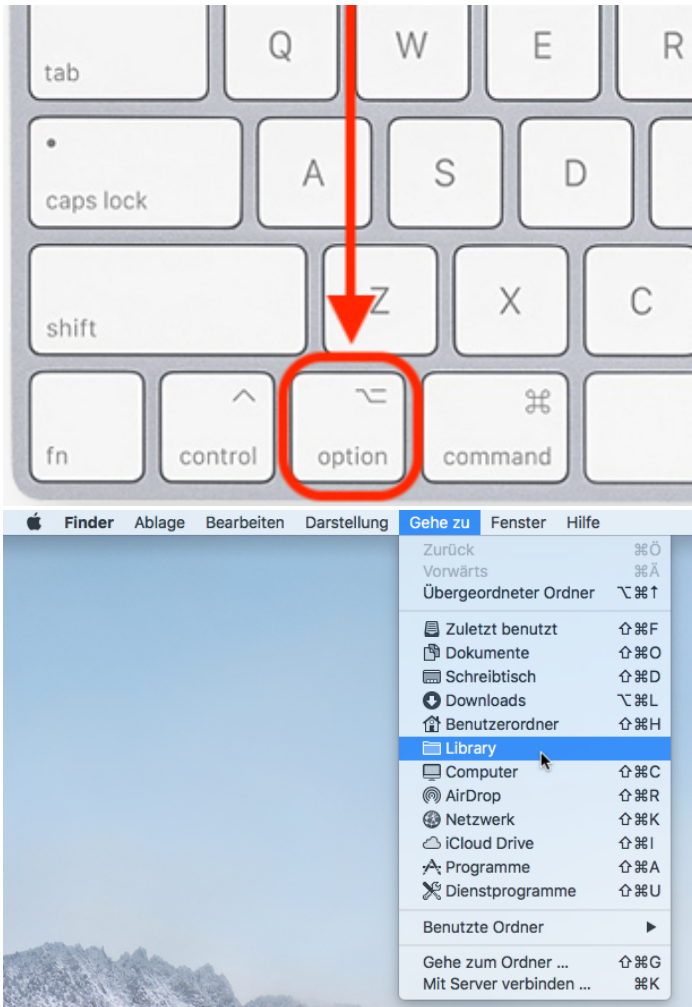 tab Q W E R
caps lock A S D
shift Z X C
fn ^ control ⌥ option ⌘ command
Finder Ablage Bearbeiten Darstellung Gehe zu Fenster Hilfe
Zurück ⌘Ö
Vorwärts ⌘Ä
Übergeordneter Ordner ⌥⌘↑
Zuletzt benutzt ⇧⌘F
Dokumente ⇧⌘O
Schreibtisch ⇧⌘D
Downloads ⌥⌘L
Benutzerordner ⇧⌘H
Library
Computer ⇧⌘C
AirDrop ⇧⌘R
Netzwerk ⇧⌘K
iCloud Drive ⇧⌘I
Programme ⇧⌘A
Dienstprogramme ⇧⌘U
Benutzte Ordner ▶
Gehe zum Ordner ... ⇧⌘G
Mit Server verbinden ... ⌘K